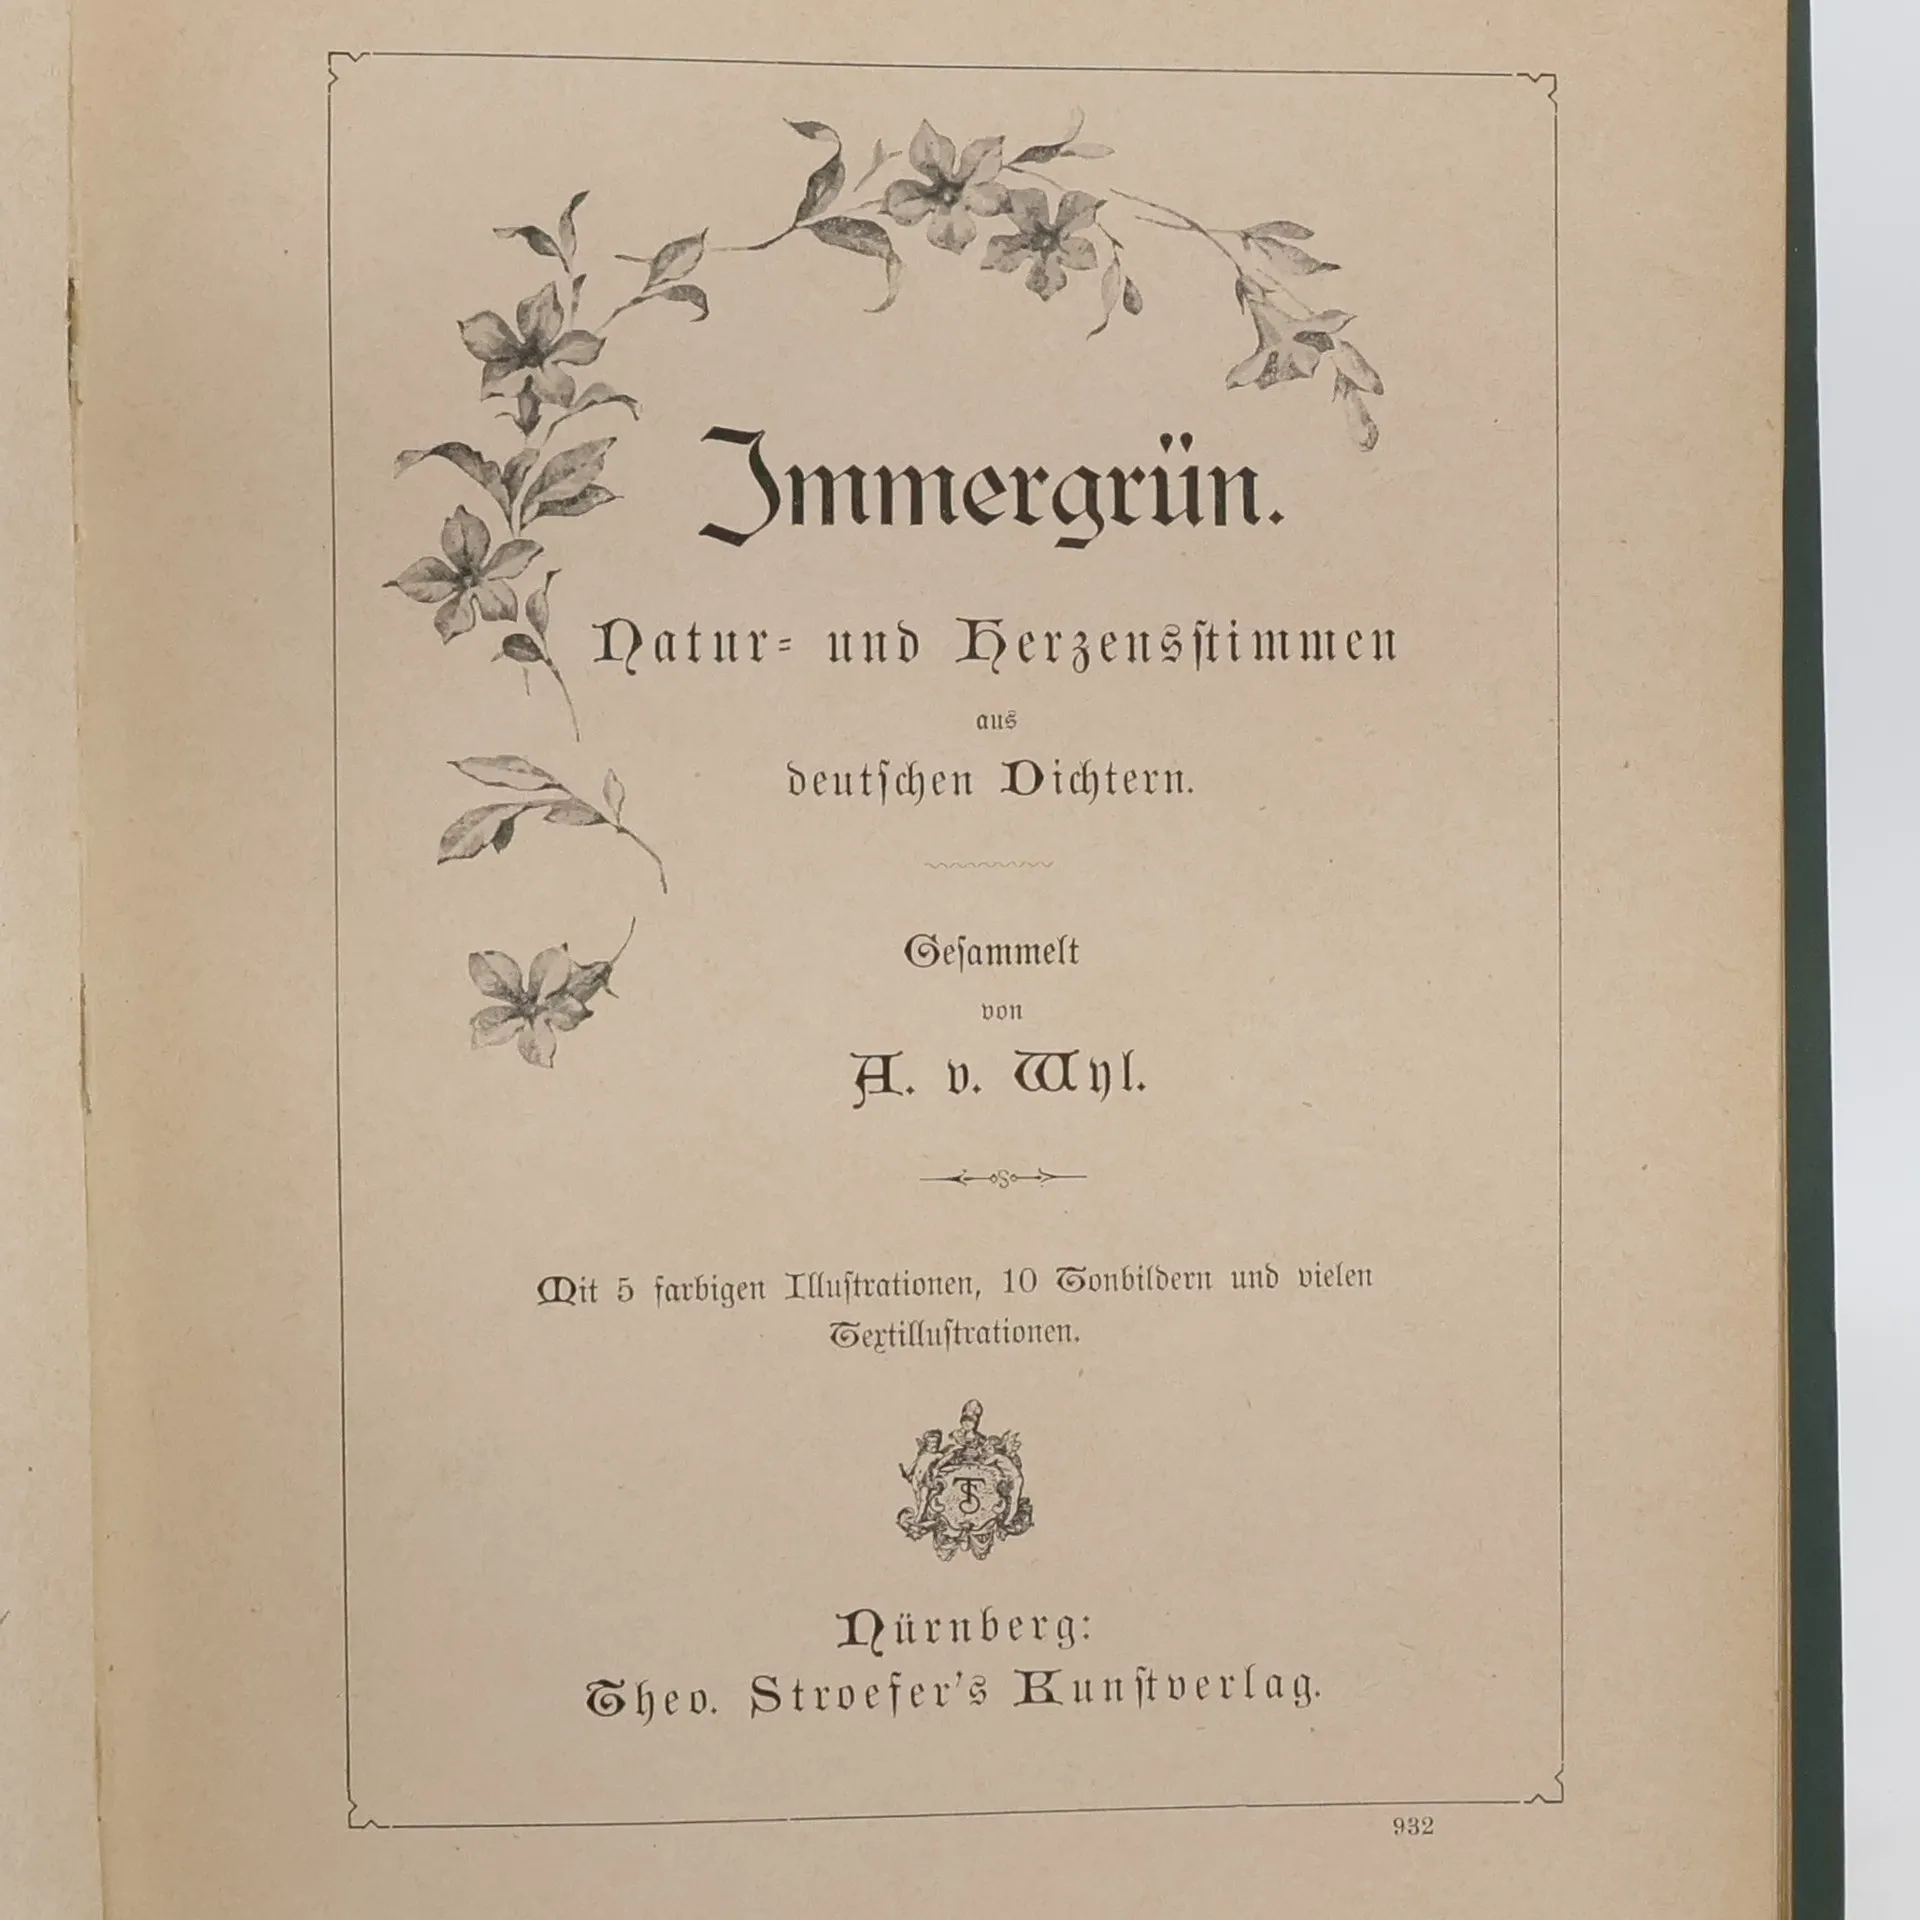 Immergrün.
Natur- und Herzensſtimmen
aus
deutſchen Dichtern.
Geſammelt
von
A. v. Wyl.
Mit 5 farbigen Illuſtrationen, 10 Tonbildern und vielen
Textilluſtrationen.
TS
Nürnberg:
Theo. Stroefer's Kunſtverlag.
932